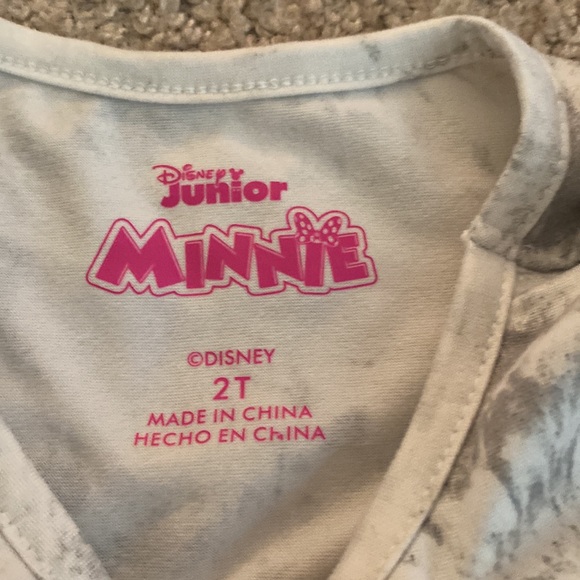 Disney
Junior
MINNIE
©DISNEY
2T
MADE IN CHINA
HECHO EN CHINA